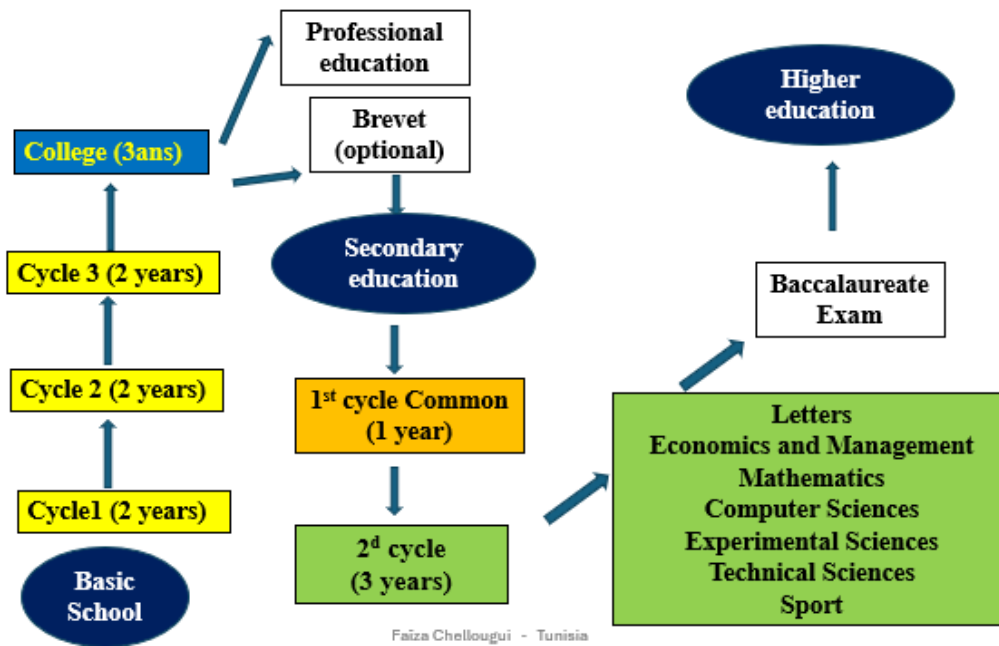 Professional
education
Brevet
(optional)
College (3ans)
Cycle 3 (2 years)
Cycle 2 (2 years)
Cycle1 (2 years)
Basic
School
Secondary
education
1st cycle Common
(1 year)
2d cycle
(3 years)
Higher
education
Baccalaureate
Exam
Letters
Economics and Management
Mathematics
Computer Sciences
Experimental Sciences
Technical Sciences
Sport
Faïza Chellougui - Tunisia